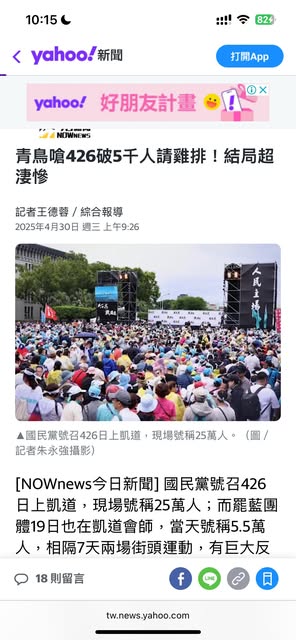 10:15
82
yahoo!新聞
打開App
yahoo! 好朋友計畫
NOWNEWS
青鳥嗆426破5千人請雞排！結局超
淒慘
記者王德蓉 / 綜合報導
2025年4月30日 週三 上午9:26
人民主場
▲國民黨號召426日上凱道，現場號稱25萬人。（圖 /
記者朱永強攝影）
[NOWnews今日新聞] 國民黨號召426
日上凱道，現場號稱25萬人；而罷藍團
體19日也在凱道會師，當天號稱5.5萬
人，相隔7天兩場街頭運動，有巨大反
18 則留言
tw.news.yahoo.com